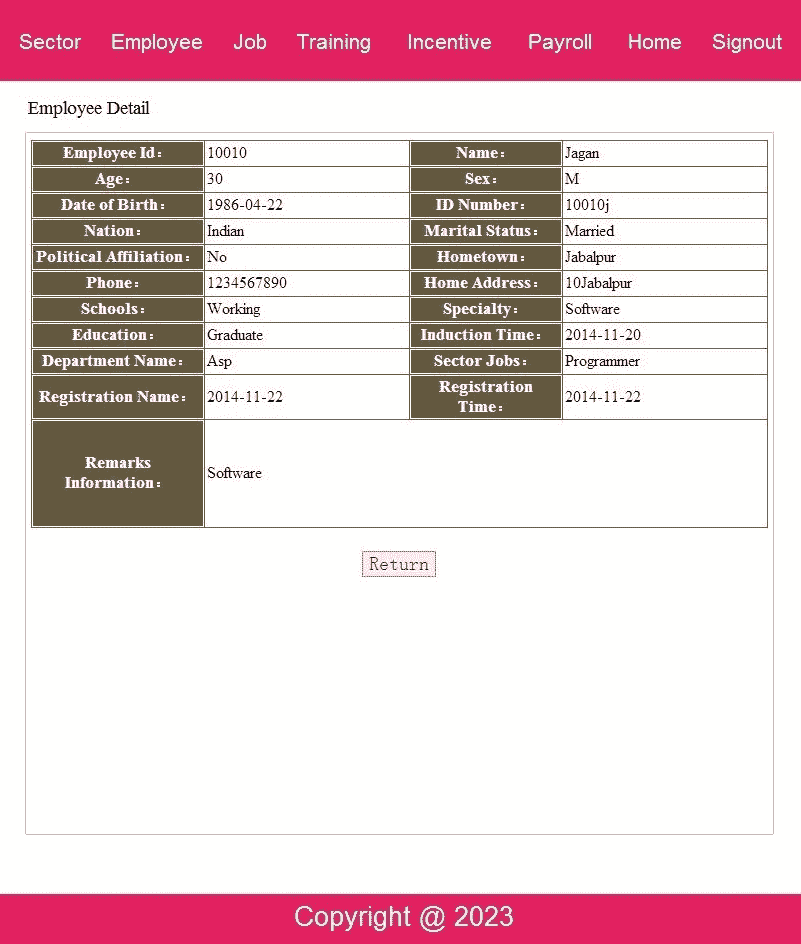 Sector Employee Job Training Incentive Payroll Home Signout
Employee Detail
Employee Id： 10010 Name： Jagan
Age： 30 Sex： M
Date of Birth： 1986-04-22 ID Number： 10010j
Nation： Indian Marital Status： Married
Political Affiliation： No Hometown： Jabalpur
Phone： 1234567890 Home Address： 10Jabalpur
Schools： Working Specialty： Software
Education： Graduate Induction Time： 2014-11-20
Department Name： Asp Sector Jobs： Programmer
Registration Name： 2014-11-22 Registration
Time： 2014-11-22
Remarks
Information： Software
Return
Copyright @ 2023